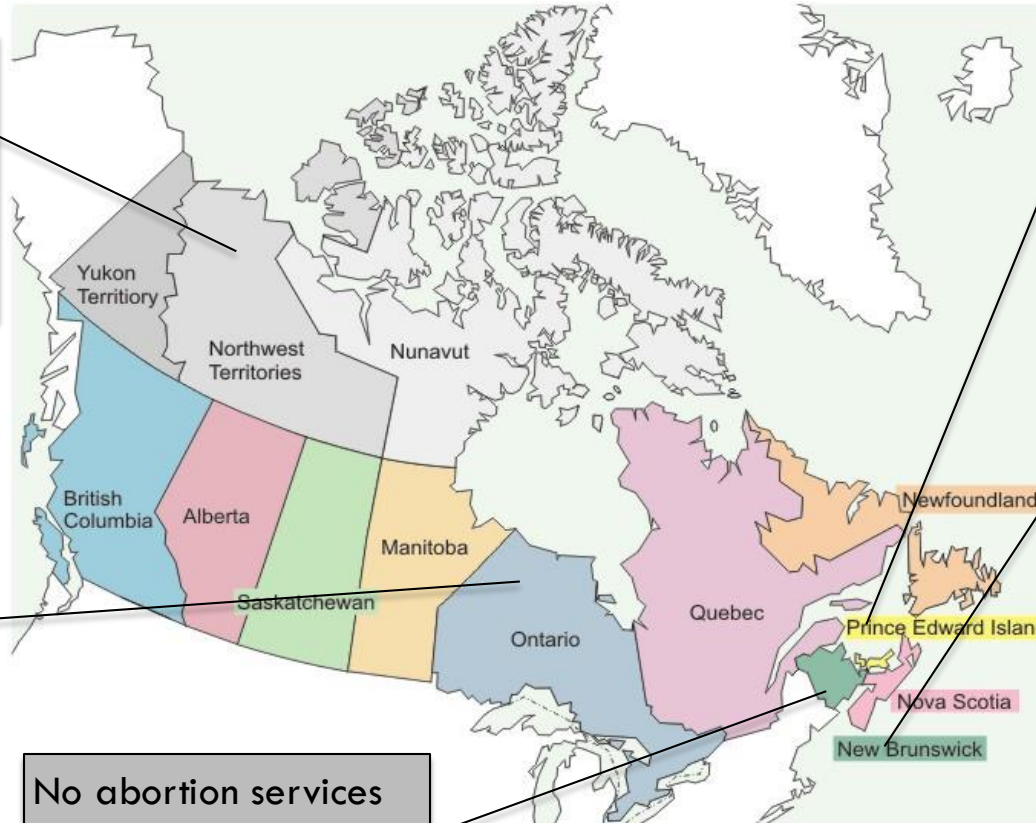 Yukon
Territiory
Northwest
Territories
Nunavut
British
Columbia
Alberta
Saskatchewan
Manitoba
Ontario
Quebec
Newfoundland
Prince Edward Islan
Nova Scotia
New Brunswick
No abortion services